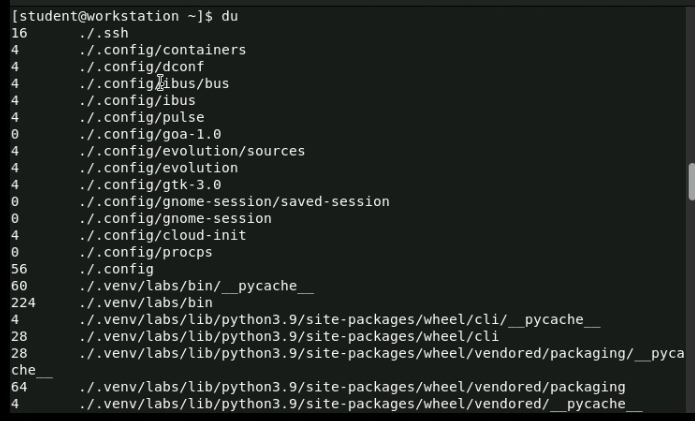 [student@workstation ~]$ du
16      ./.ssh
4       ./.config/containers
4       ./.config/dconf
4       ./.config/ibus/bus
4       ./.config/ibus
4       ./.config/pulse
0       ./.config/goa-1.0
4       ./.config/evolution/sources
4       ./.config/evolution
4       ./.config/gtk-3.0
0       ./.config/gnome-session/saved-session
0       ./.config/gnome-session
4       ./.config/cloud-init
0       ./.config/procps
56      ./.config
60      ./.venv/labs/bin/__pycache__
224     ./.venv/labs/bin
4       ./.venv/labs/lib/python3.9/site-packages/wheel/cli/__pycache__
28      ./.venv/labs/lib/python3.9/site-packages/wheel/cli
28      ./.venv/labs/lib/python3.9/site-packages/wheel/vendored/packaging/__pyca
che__
64      ./.venv/labs/lib/python3.9/site-packages/wheel/vendored/packaging
4       ./.venv/labs/lib/python3.9/site-packages/wheel/vendored/__pycache__